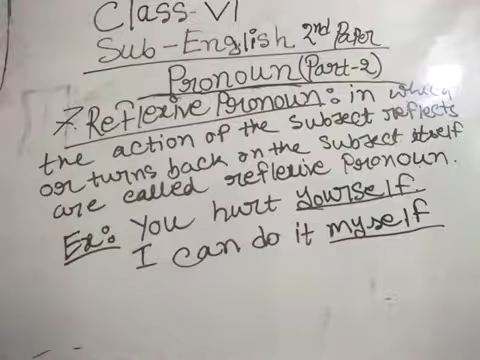 Class-VI
Sub-English 2nd Paper
Pronoun (Part-2)
7. Reflexive Pronoun: in which
the action of the subject reflects
or turns back on the subject itself
are called reflexive Pronoun.
Ex: You hurt yourself
I can do it myself